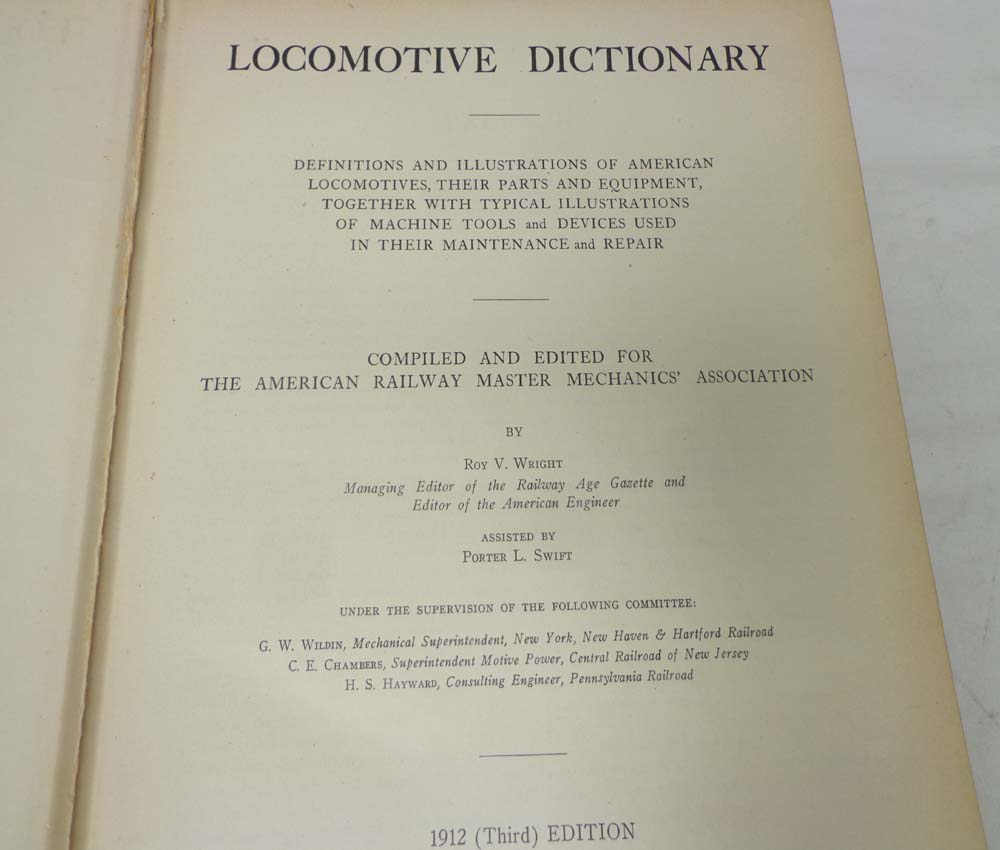 LOCOMOTIVE DICTIONARY
DEFINITIONS AND ILLUSTRATIONS OF AMERICAN
LOCOMOTIVES, THEIR PARTS AND EQUIPMENT,
TOGETHER WITH TYPICAL ILLUSTRATIONS
OF MACHINE TOOLS and DEVICES USED
IN THEIR MAINTENANCE and REPAIR
COMPILED AND EDITED FOR
THE AMERICAN RAILWAY MASTER MECHANICS' ASSOCIATION
BY
ROY V. WRIGHT
Managing Editor of the Railway Age Gazette and
Editor of the American Engineer
ASSISTED BY
PORTER L. SWIFT
UNDER THE SUPERVISION OF THE FOLLOWING COMMITTEE:
G. W. WILDIN, Mechanical Superintendent, New York, New Haven & Hartford Railroad
C. E. CHAMBERS, Superintendent Motive Power, Central Railroad of New Jersey
H. S. HAYWARD, Consulting Engineer, Pennsylvania Railroad
1912 (Third) EDITION